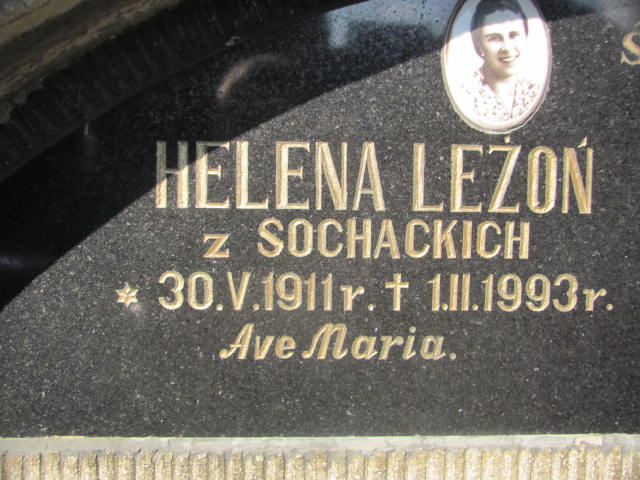 HELENA LEŻOŃ
z SOCHACKICH
* 30.V.1911r. † 1.II.1993r.
Ave Maria.